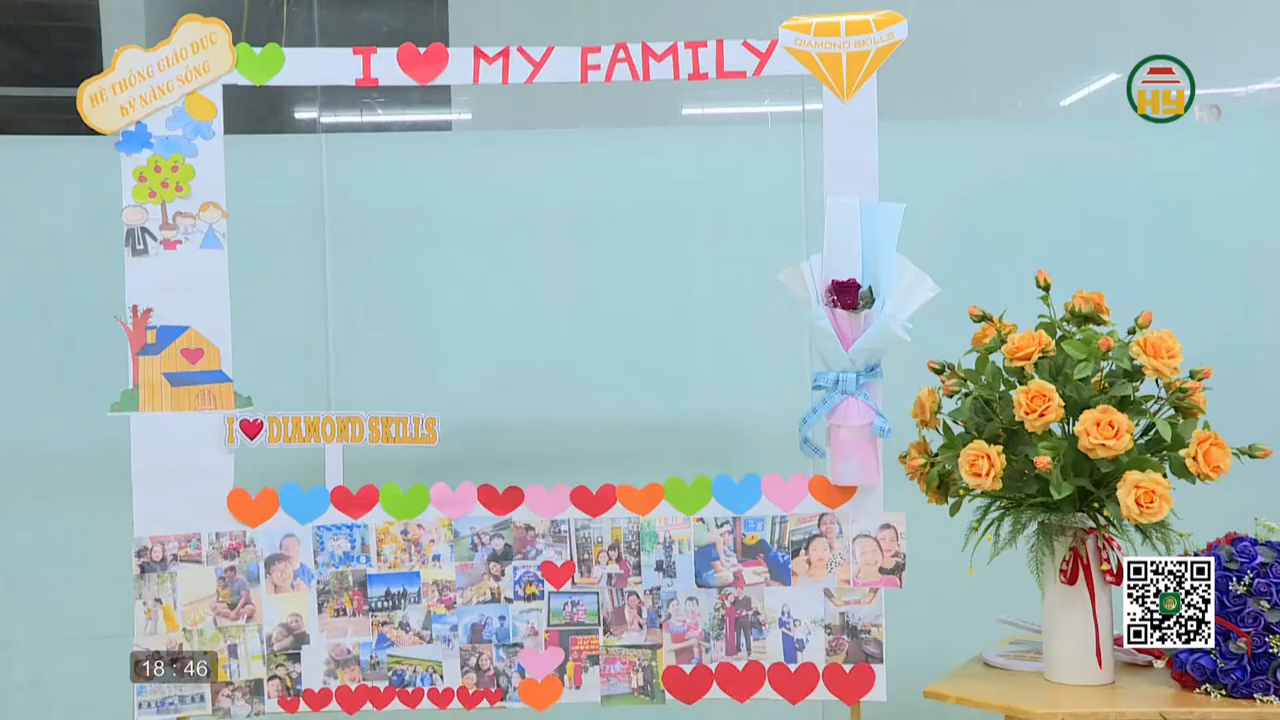 HỆ THỐNG GIÁO DỤC
KỸ NĂNG SỐNG
I MY FAMILY
DIAMOND SKILLS
HY
HD
I DIAMOND SKILLS
18 : 46